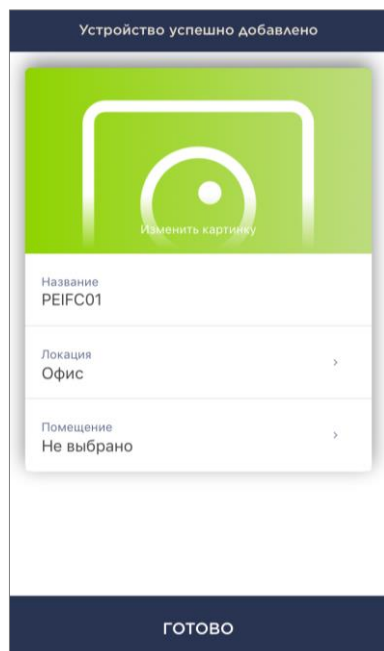 Устройство успешно добавлено
Изменить картинку
Название
PEIFC01
Локация
Офис
Помещение
Не выбрано
ГОТОВО